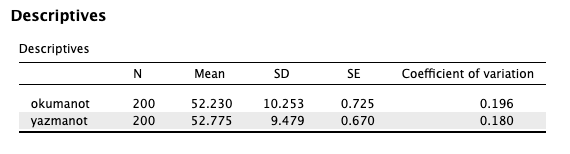 Descriptives
Descriptives
N Mean SD SE Coefficient of variation
okumanot 200 52.230 10.253 0.725 0.196
yazmanot 200 52.775 9.479 0.670 0.180